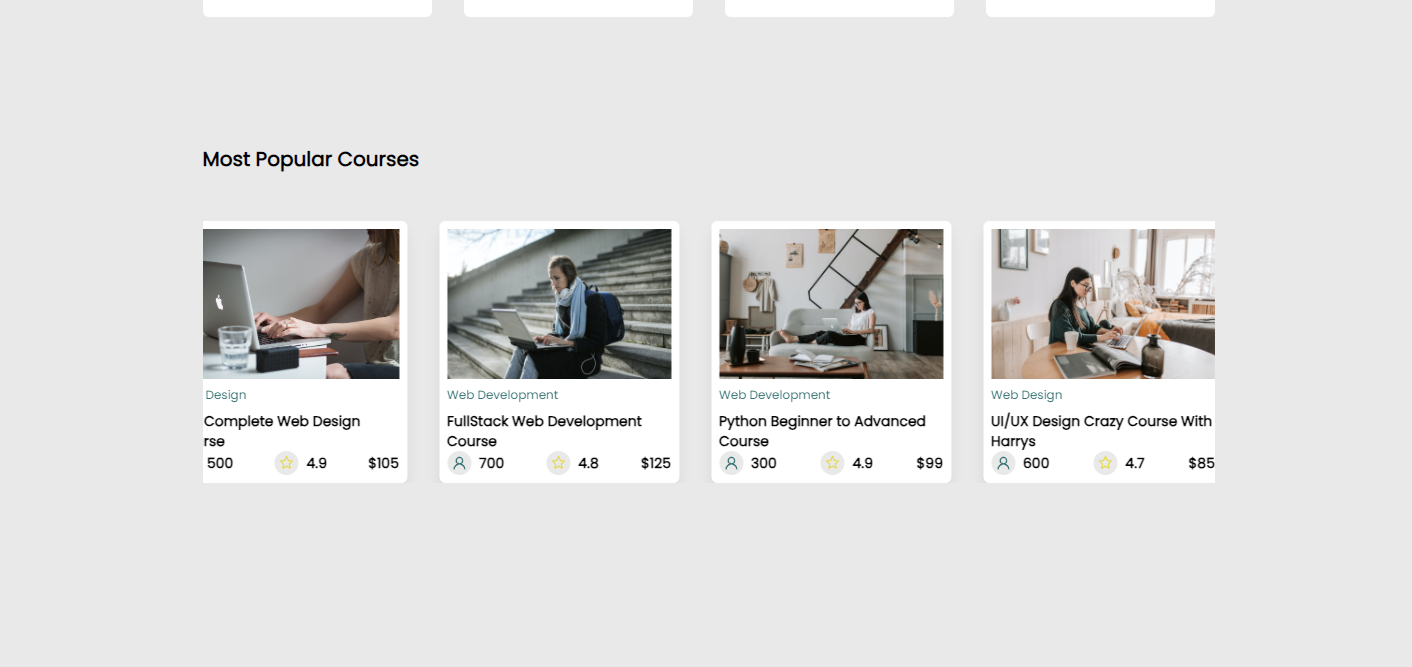 Most Popular Courses
Design
Complete Web Design
rse
500 4.9 $105
Web Development
FullStack Web Development
Course
700 4.8 $125
Web Development
Python Beginner to Advanced
Course
300 4.9 $99
Web Design
UI/UX Design Crazy Course With
Harrys
600 4.7 $85